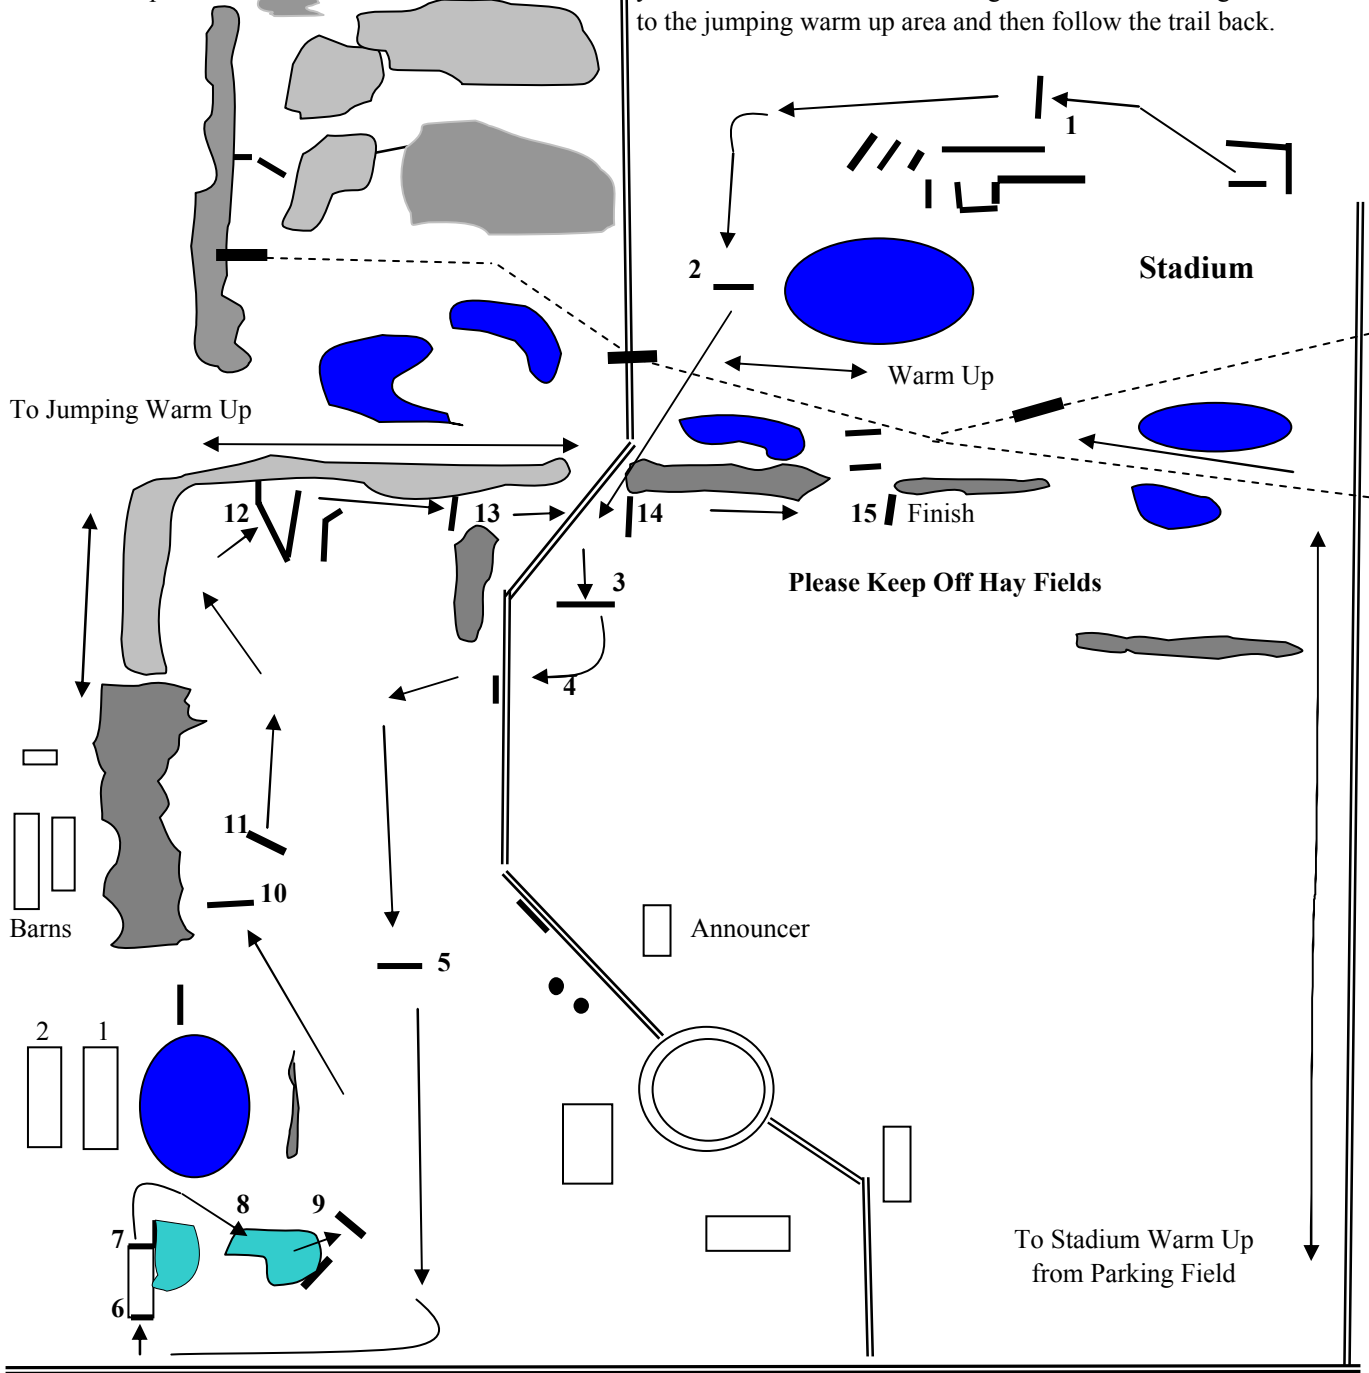 to the jumping warm up area and then follow the trail back.
1
2
Stadium
Warm Up
To Jumping Warm Up
12
13
14
15
Finish
3
Please Keep Off Hay Fields
4
11
10
Barns
Announcer
5
2
1
8
9
7
To Stadium Warm Up
from Parking Field
6